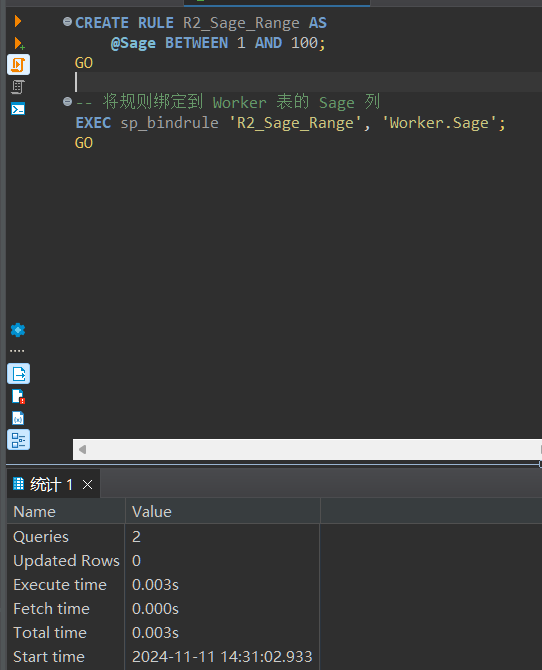 CREATE RULE R2_Sage_Range AS
@Sage BETWEEN 1 AND 100;
GO
-- 将规则绑定到 Worker 表的 Sage 列
EXEC sp_bindrule 'R2_Sage_Range', 'Worker.Sage';
GO
统计 1
Name Value
Queries 2
Updated Rows 0
Execute time 0.003s
Fetch time 0.000s
Total time 0.003s
Start time 2024-11-11 14:31:02.933